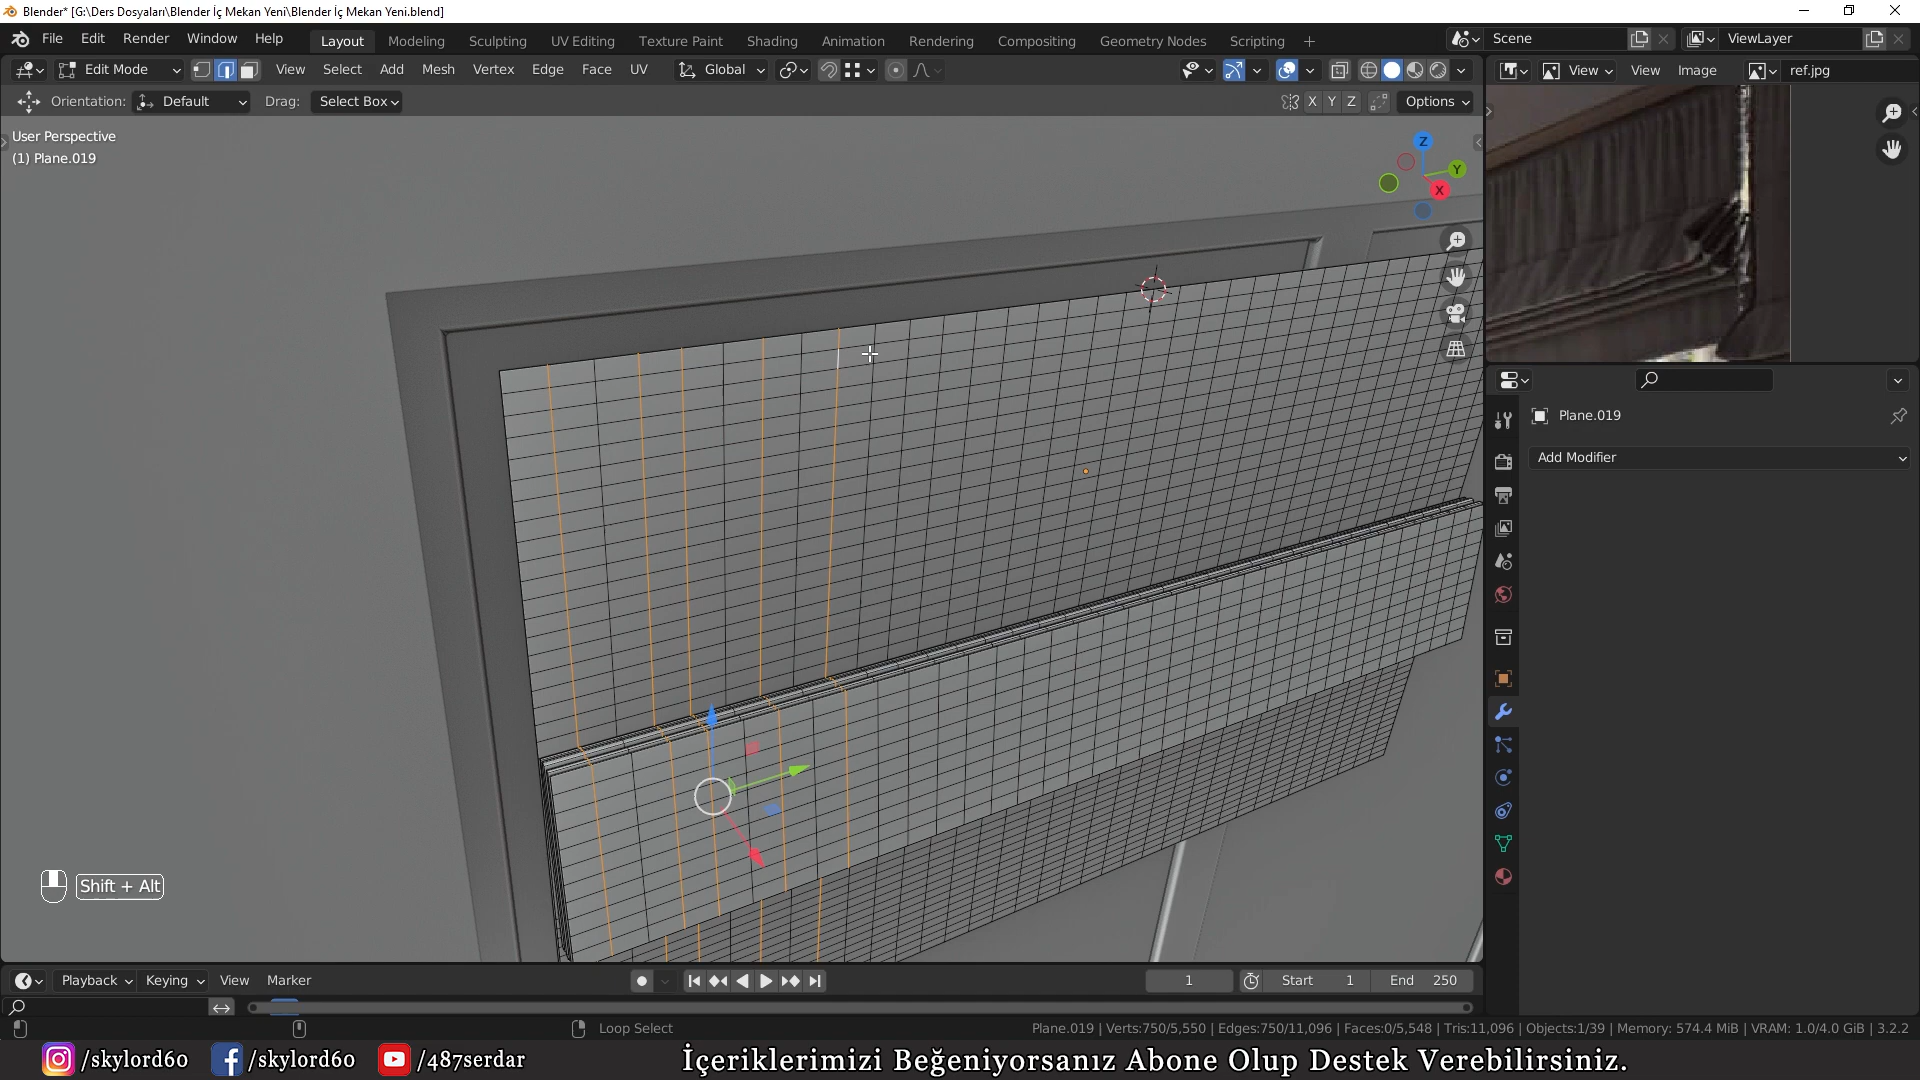 Blender* [G:\Ders Dosyaları\Blender İç Mekan Yeni\Blender İç Mekan Yeni.blend]
File Edit Render Window Help
Layout Modeling Sculpting UV Editing Texture Paint Shading Animation Rendering Compositing Geometry Nodes Scripting +
Scene ViewLayer
Edit Mode View Select Add Mesh Vertex Edge Face UV Global
View View Image ref.jpg
Orientation: Default Drag: Select Box X Y Z Options
User Perspective
(1) Plane.019
Z
Y
X
Plane.019
Add Modifier
Shift + Alt
Playback Keying View Marker 1 Start 1 End 250
Loop Select Plane.019 | Verts:750/5,550 | Edges:750/11,096 | Faces:0/5,548 | Tris:11,096 | Objects:1/39 | Memory: 574.4 MiB | VRAM: 1.0/4.0 GiB | 3.2.2
/skylord60 /skylord60 /487serdar İçeriklerimizi Beğeniyorsanız Abone Olup Destek Verebilirsiniz.